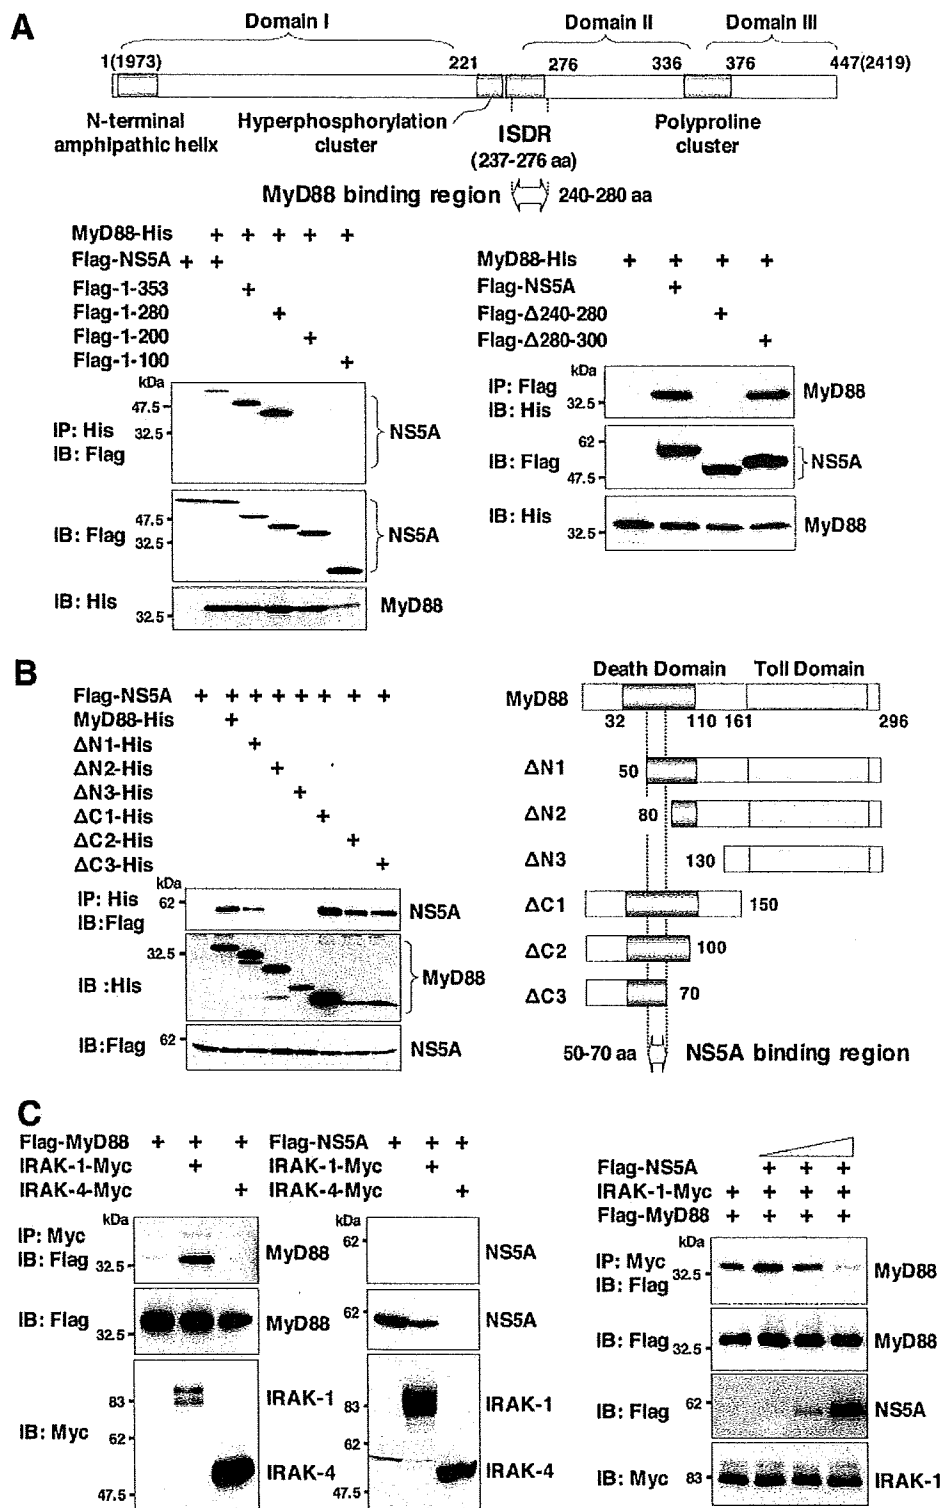 A
Domain I
Domain II
Domain III
1(1973)
221
276
336
376
447(2419)
N-terminal
amphipathic helix
Hyperphosphorylation
cluster
ISDR
(237-276 aa)
Polyproline
cluster
MyD88 binding region
240-280 aa
MyD88-His + + + + +
Flag-NS5A + +
Flag-1-353 +
Flag-1-280 +
Flag-1-200 +
Flag-1-100 +
kDa
47.5
32.5
IP: His
IB: Flag
NS5A
47.5
32.5
IB: Flag
NS5A
IB: His
32.5
MyD88
MyD88-His + + + +
Flag-NS5A +
Flag-Δ240-280 +
Flag-Δ280-300 +
kDa
IP: Flag
IB: His
32.5
MyD88
62
IB: Flag
47.5
NS5A
IB: His
32.5
MyD88
B
Flag-NS5A + + + + + + + +
MyD88-His +
ΔN1-His +
ΔN2-His +
ΔN3-His +
ΔC1-His +
ΔC2-His +
ΔC3-His +
kDa
IP: His
IB:Flag
62
NS5A
32.5
IB :His
MyD88
IB:Flag
62
NS5A
Death Domain
Toll Domain
MyD88
32
110
161
296
ΔN1
50
ΔN2
80
ΔN3
130
ΔC1
150
ΔC2
100
ΔC3
70
50-70 aa
NS5A binding region
C
Flag-MyD88 + + +
IRAK-1-Myc +
IRAK-4-Myc +
kDa
IP: Myc
IB: Flag
32.5
MyD88
IB: Flag
32.5
MyD88
83
IRAK-1
IB: Myc
62
47.5
IRAK-4
Flag-NS5A + + +
IRAK-1-Myc +
IRAK-4-Myc +
kDa
62
NS5A
62
NS5A
83
IRAK-1
62
47.5
IRAK-4
Flag-NS5A + + +
IRAK-1-Myc + + + +
Flag-MyD88 + + + +
kDa
IP: Myc
IB: Flag
32.5
MyD88
IB: Flag
32.5
MyD88
IB: Flag
62
NS5A
IB: Myc
83
IRAK-1